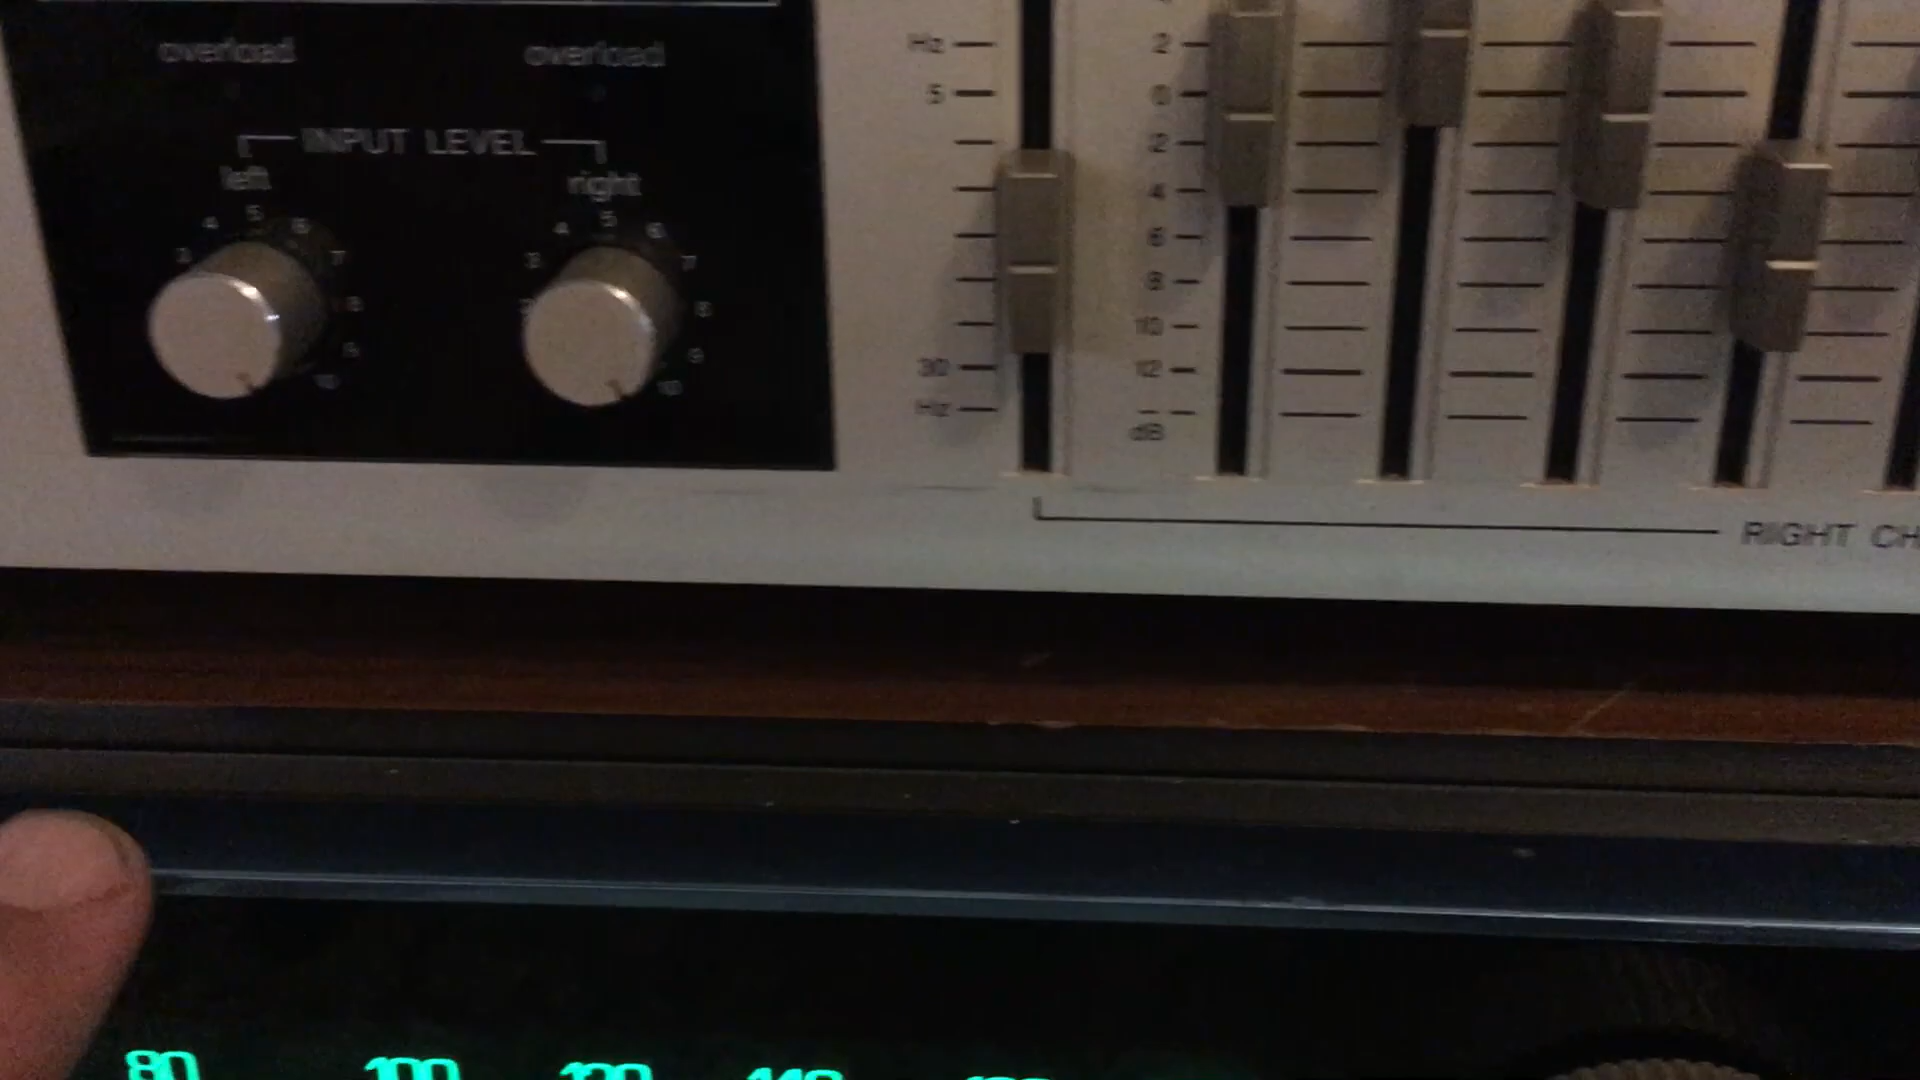 overload overload
INPUT LEVEL
left right
3 4 5 6 7 8 9 10
3 4 5 6 7 8 9 10
Hz
5
30
Hz
2
0
2
4
6
8
10
12
dB
RIGHT CH
80 100 120 140